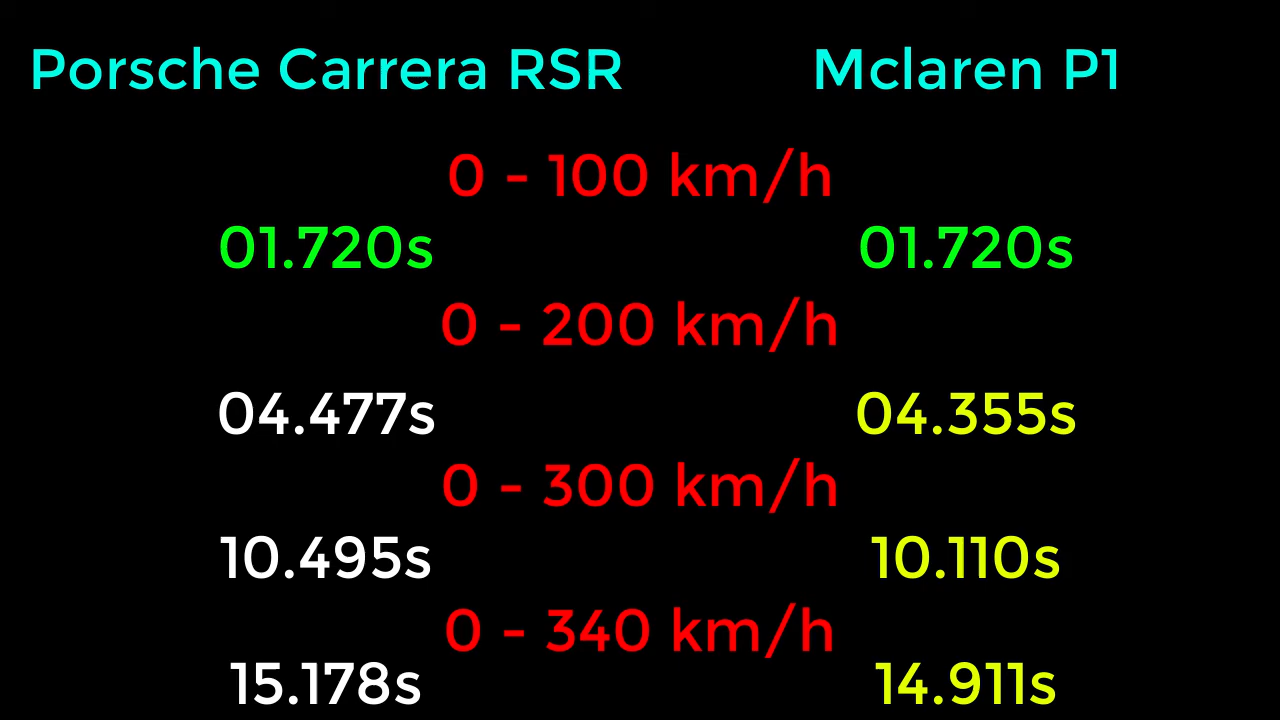 Porsche Carrera RSR Mclaren P1
0 - 100 km/h
01.720s 01.720s
0 - 200 km/h
04.477s 04.355s
0 - 300 km/h
10.495s 10.110s
0 - 340 km/h
15.178s 14.911s